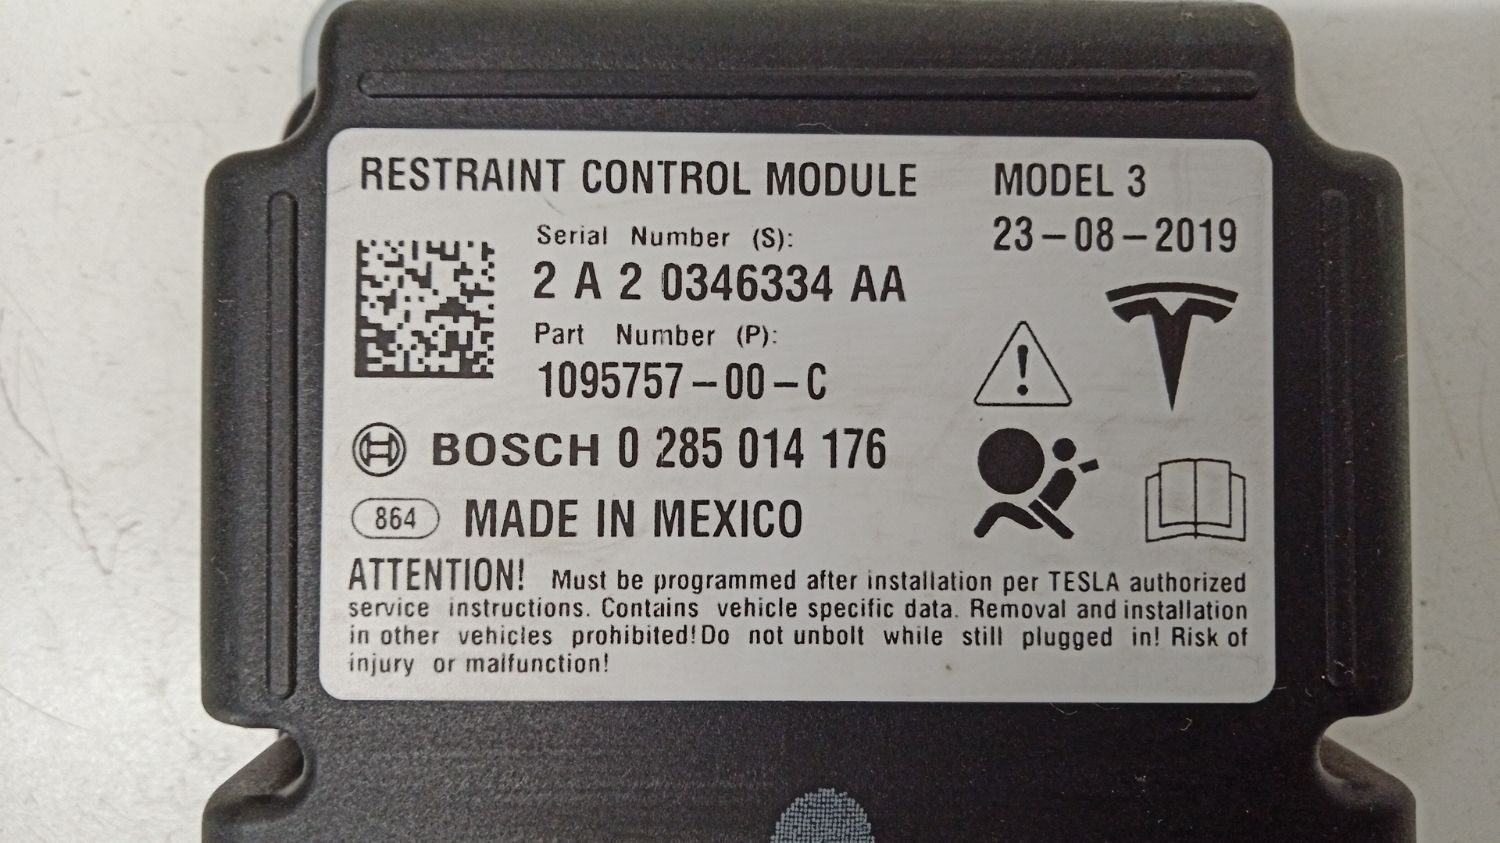 RESTRAINT CONTROL MODULE MODEL 3
23-08-2019
Serial Number (S):
2 A 2 0346334 AA
Part Number (P):
1095757-00-C
BOSCH 0 285 014 176
864 MADE IN MEXICO
ATTENTION! Must be programmed after installation per TESLA authorized
service instructions. Contains vehicle specific data. Removal and installation
in other vehicles prohibited! Do not unbolt while still plugged in! Risk of
injury or malfunction!